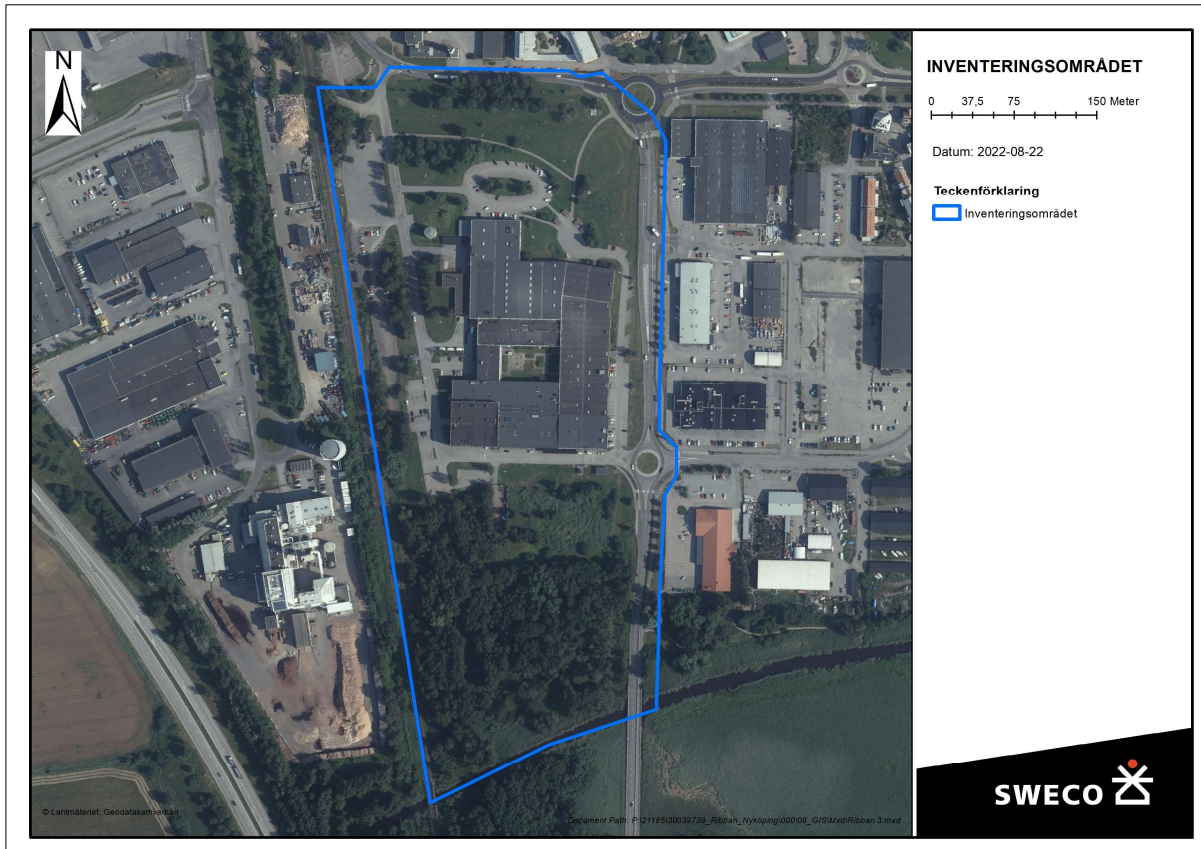 N
INVENTERINGSOMRÅDET
0 37,5 75 150 Meter
Datum: 2022-08-22
Teckenförklaring
Inventeringsområdet
© Lantmäteriet, Geodatasamverkan
Document Path: P:\21165\30039739_Ribban_Nyköping\000\08_GIS\Mxd\Ribban 3.mxd
SWECO